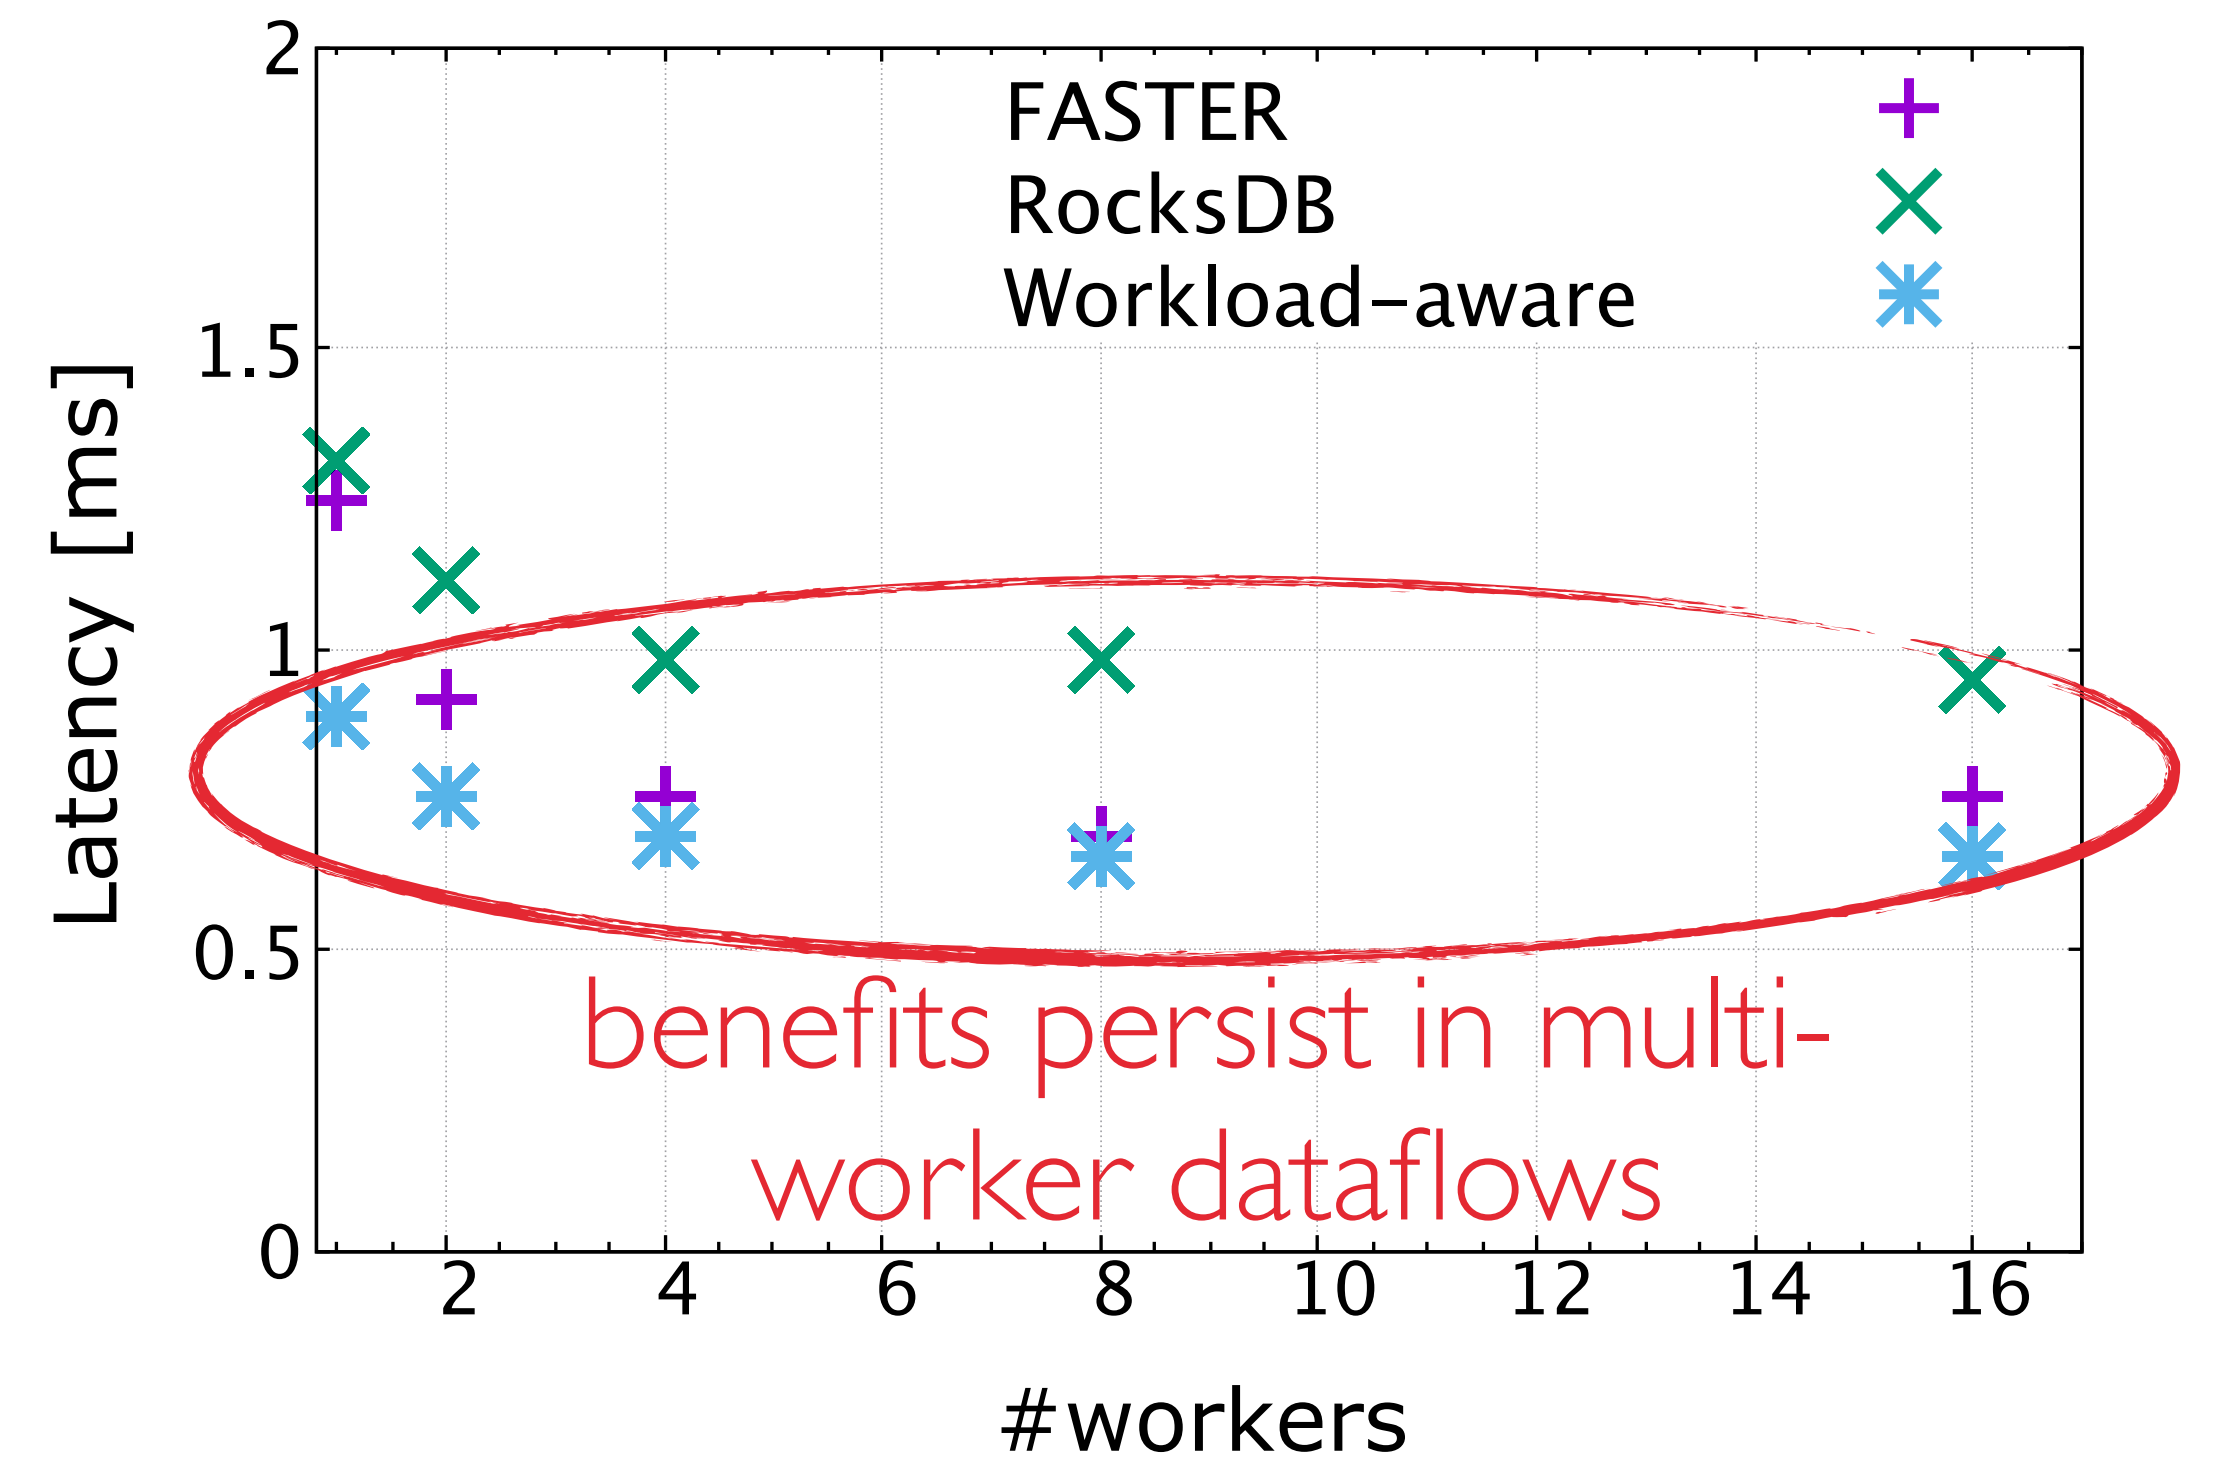 2
1.5
1
0.5
0
Latency [ms]
FASTER
RocksDB
Workload-aware
benefits persist in multi-
worker dataflows
2 4 6 8 10 12 14 16
#workers